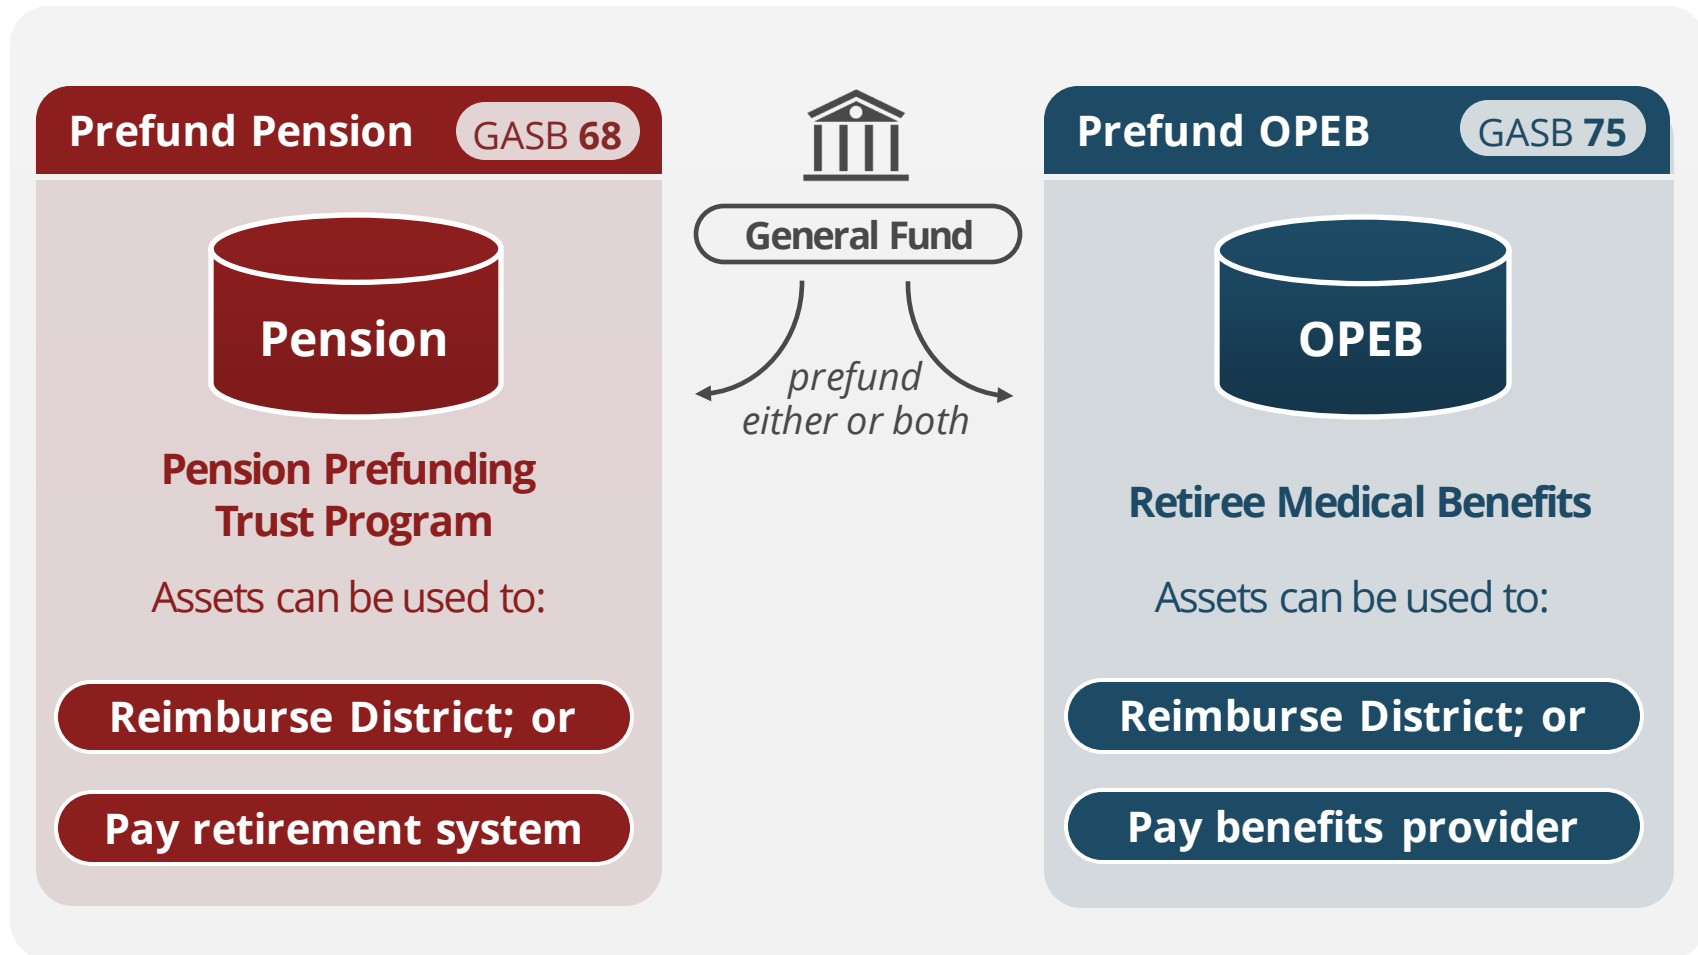 Prefund Pension
GASB 68
Pension
Pension Prefunding
Trust Program
Assets can be used to:
Reimburse District; or
Pay retirement system
General Fund
prefund
either or both
Prefund OPEB
GASB 75
OPEB
Retiree Medical Benefits
Assets can be used to:
Reimburse District; or
Pay benefits provider